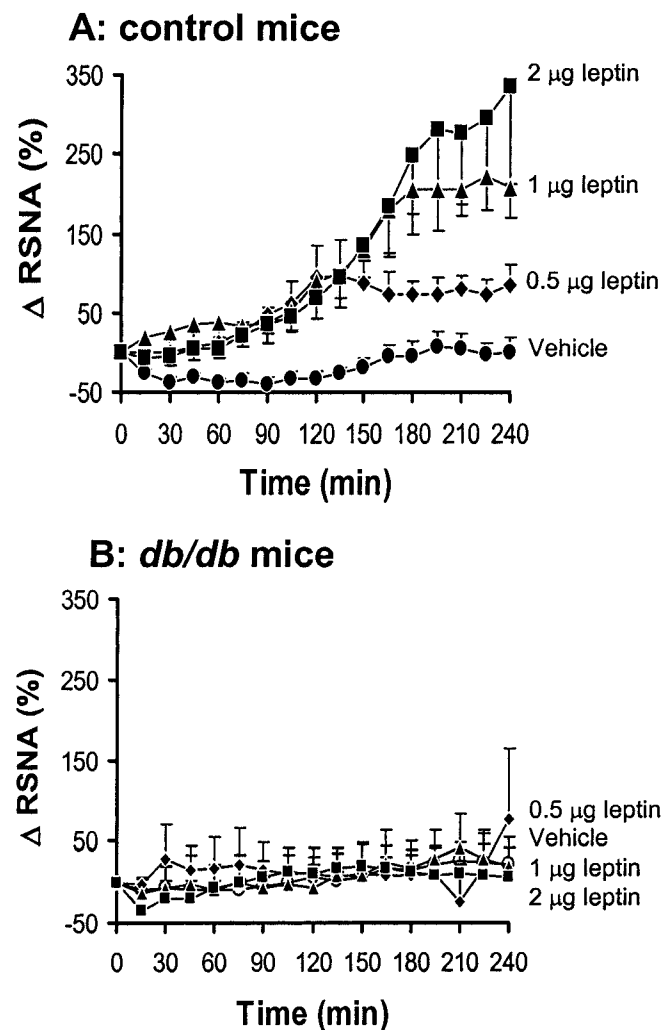 A: control mice
350
250
150
50
-50
Δ RSNA (%)
2 μg leptin
1 μg leptin
0.5 μg leptin
Vehicle
0 30 60 90 120 150 180 210 240
Time (min)
B: db/db mice
350
250
150
50
-50
Δ RSNA (%)
0.5 μg leptin
Vehicle
1 μg leptin
2 μg leptin
0 30 60 90 120 150 180 210 240
Time (min)